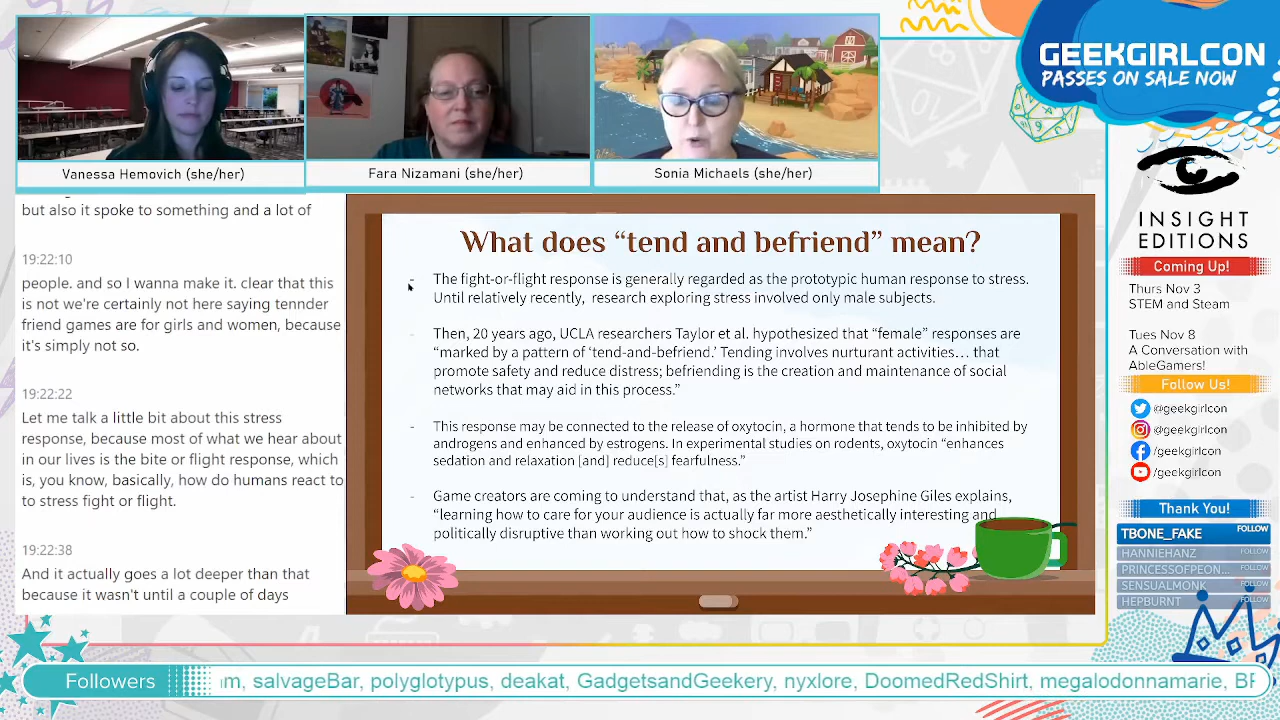 GEEKGIRLCON
PASSES ON SALE NOW
Vanessa Hemovich (she/her)
Fara Nizamani (she/her)
Sonia Michaels (she/her)
but also it spoke to something and a lot of
19:22:10
people. and so I wanna make it. clear that this
is not we're certainly not here saying tennder
friend games are for girls and women, because
it's simply not so.
19:22:22
Let me talk a little bit about this stress
response, because most of what we hear about
in our lives is the bite or flight response, which
is, you know, basically, how do humans react to
to stress fight or flight.
19:22:38
And it actually goes a lot deeper than that
because it wasn't until a couple of days
What does “tend and befriend” mean?
- The fight-or-flight response is generally regarded as the prototypic human response to stress.
Until relatively recently, research exploring stress involved only male subjects.
- Then, 20 years ago, UCLA researchers Taylor et al. hypothesized that “female” responses are
“marked by a pattern of ‘tend-and-befriend.’ Tending involves nurturant activities… that
promote safety and reduce distress; befriending is the creation and maintenance of social
networks that may aid in this process.”
- This response may be connected to the release of oxytocin, a hormone that tends to be inhibited by
androgens and enhanced by estrogens. In experimental studies on rodents, oxytocin “enhances
sedation and relaxation [and] reduce[s] fearfulness.”
- Game creators are coming to understand that, as the artist Harry Josephine Giles explains,
“learning how to care for your audience is actually far more aesthetically interesting and
politically disruptive than working out how to shock them.”
INSIGHT
EDITIONS
Coming Up!
Thurs Nov 3
STEM and Steam
Tues Nov 8
A Conversation with
AbleGamers!
Follow Us!
@geekgirlcon
@geekgirlcon
/geekgirlcon
/geekgirlcon
Thank You!
TBONE_FAKE FOLLOW
HANNIEHANZ FOLLOW
PRINCESSOFPEON... FOLLOW
SENSUALMONK FOLLOW
HEPBURNT FOLLOW
Followers
m, salvageBar, polyglotypus, deakat, GadgetsandGeekery, nyxlore, DoomedRedShirt, megalodonnamarie, BF